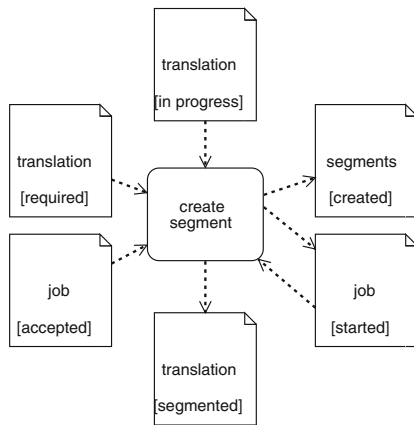 translation
[in progress]
translation
[required]
segments
[created]
create
segment
job
[accepted]
job
[started]
translation
[segmented]